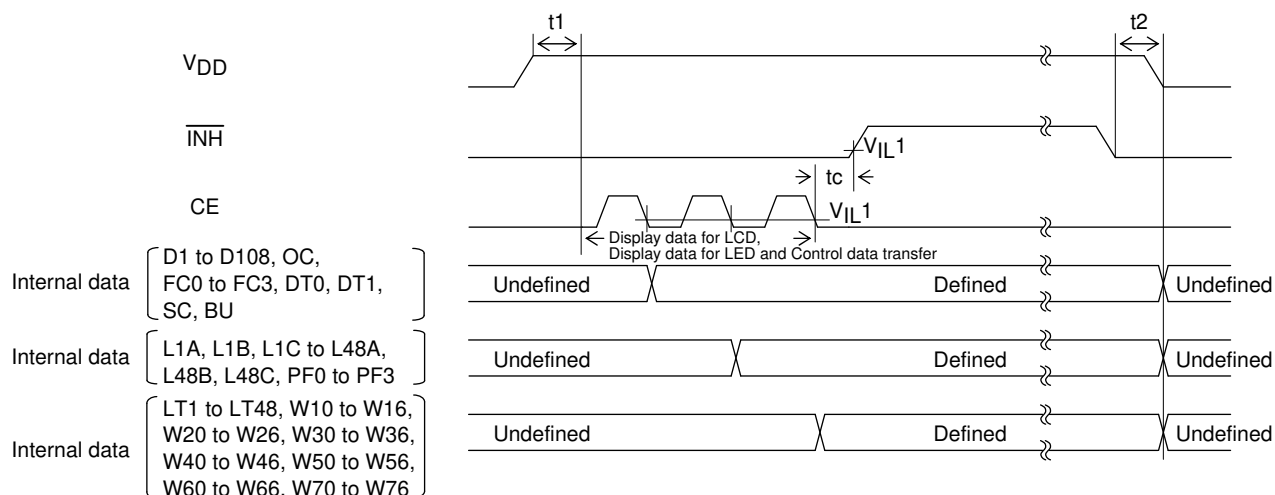 t1
t2
VDD
INH
VIL1
tc
CE
VIL1
Display data for LCD,
Display data for LED and Control data transfer
Internal data
D1 to D108, OC,
FC0 to FC3, DT0, DT1,
SC, BU
Undefined
Defined
Undefined
Internal data
L1A, L1B, L1C to L48A,
L48B, L48C, PF0 to PF3
Undefined
Defined
Undefined
Internal data
LT1 to LT48, W10 to W16,
W20 to W26, W30 to W36,
W40 to W46, W50 to W56,
W60 to W66, W70 to W76
Undefined
Defined
Undefined